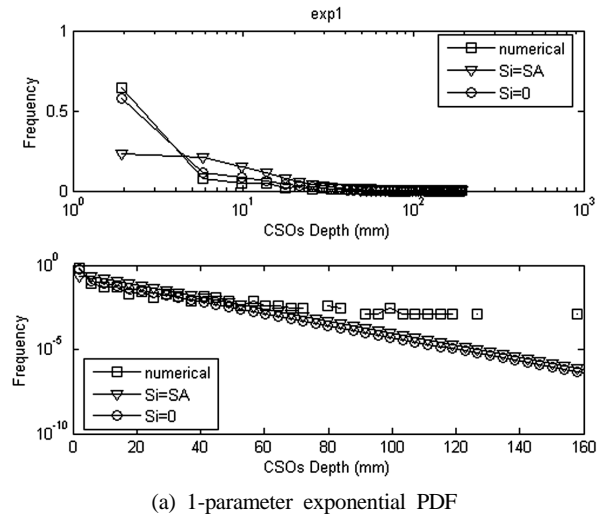 exp1
1
0.5
0
Frequency
numerical
Si=SA
Si=0
10^0
10^1
10^2
10^3
CSOs Depth (mm)
10^0
10^-5
10^-10
Frequency
numerical
Si=SA
Si=0
0 20 40 60 80 100 120 140 160
CSOs Depth (mm)
(a) 1-parameter exponential PDF